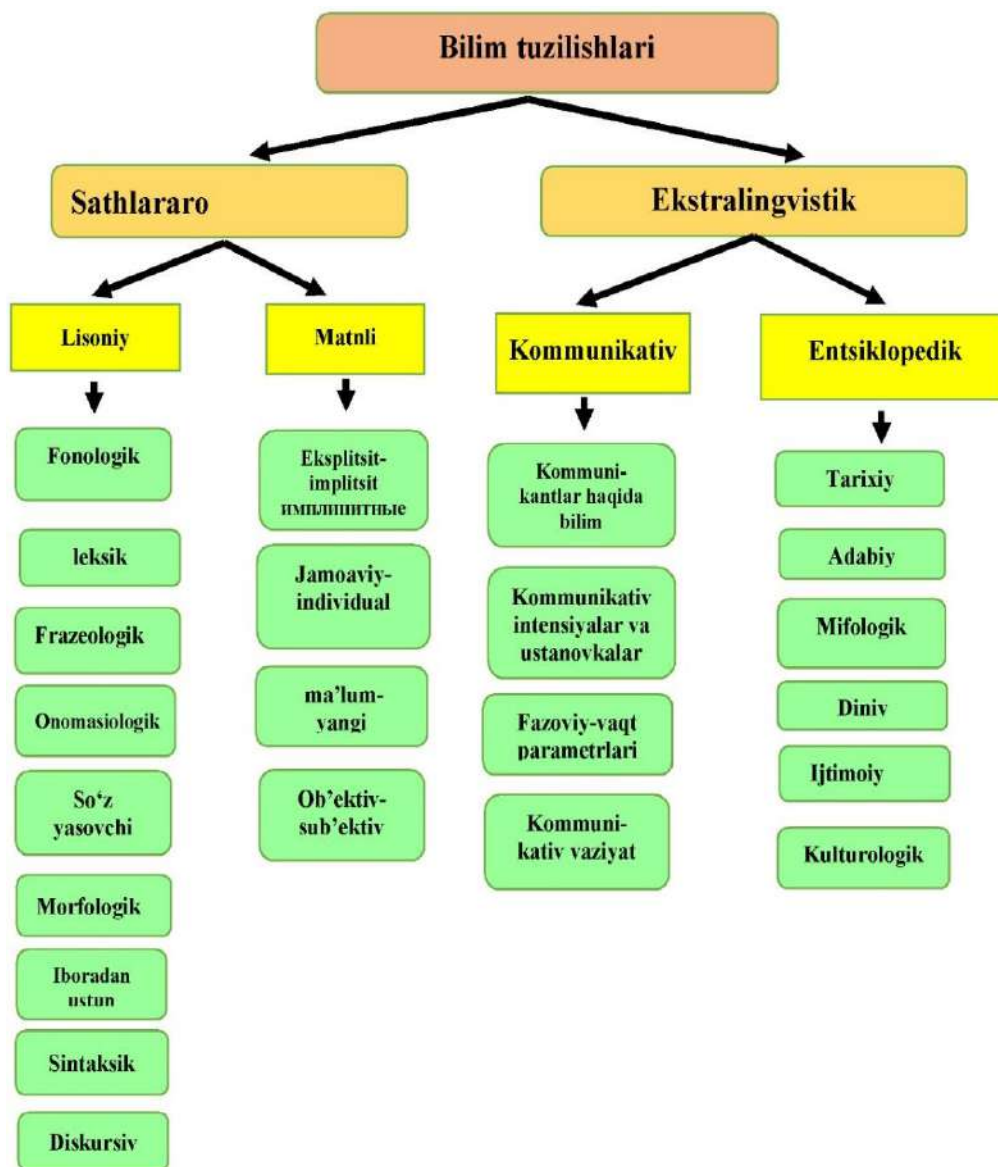 Bilim tuzilishlari
Sathlararo
Ekstralingvistik
Lisoniy
Matnli
Kommunikativ
Entsiklopedik
Fonologik
leksik
Frazeologik
Onomasiologik
So‘z
yasovchi
Morfologik
Iboradan
ustun
Sintaksik
Diskursiv
Eksplitsit-
implitsit
имплипитные
Jamoaviy-
individual
ma’lum-
yangi
Ob’ektiv-
sub’ektiv
Kommuni-
kantlar haqida
bilim
Kommunikativ
intensiyalar va
ustanovkalar
Fazoviy-vaqt
parametrlari
Kommuni-
kativ vaziyat
Tarixiy
Adabiy
Mifologik
Diniv
Ijtimoiy
Kulturologik